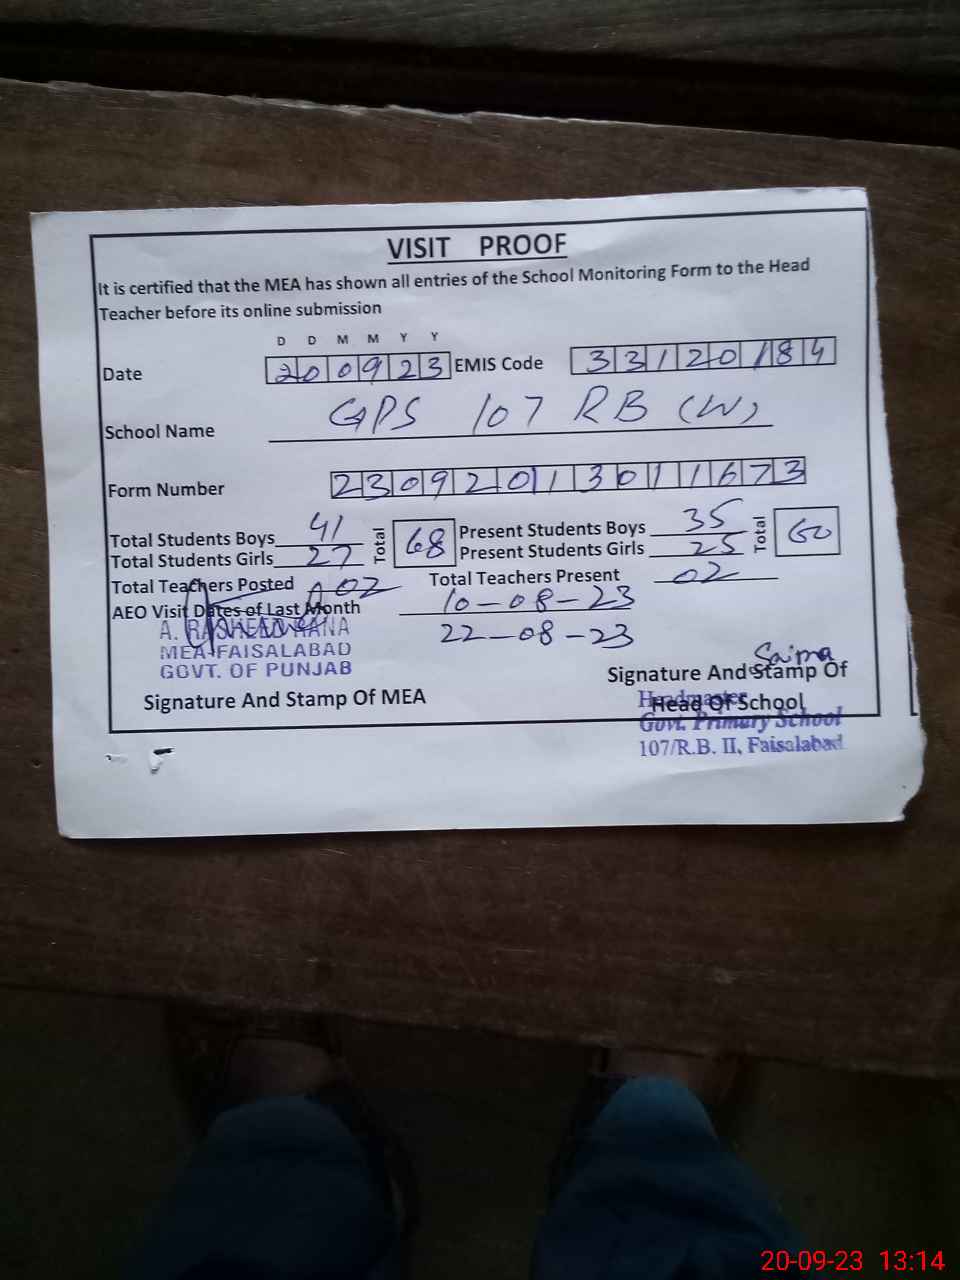 VISIT PROOF
It is certified that the MEA has shown all entries of the School Monitoring Form to the Head
Teacher before its online submission
D D M M Y Y
Date 200923 EMIS Code 33120184
School Name GPS 107 RB (W)
Form Number 230920113011673
Total Students Boys 41 Total 68 Present Students Boys 35 Total 60
Total Students Girls 27 Present Students Girls 25
Total Teachers Posted 02 Total Teachers Present 02
AEO Visit Dates of Last Month 10-08-23
22-08-23
A. RASHEED RANA
MEA FAISALABAD
GOVT. OF PUNJAB
Signature And Stamp Of MEA
Saima
Signature And Stamp Of
Head Of School
Headmaster
Govt. Primary School
107/R.B. II, Faisalabad
20-09-23 13:14